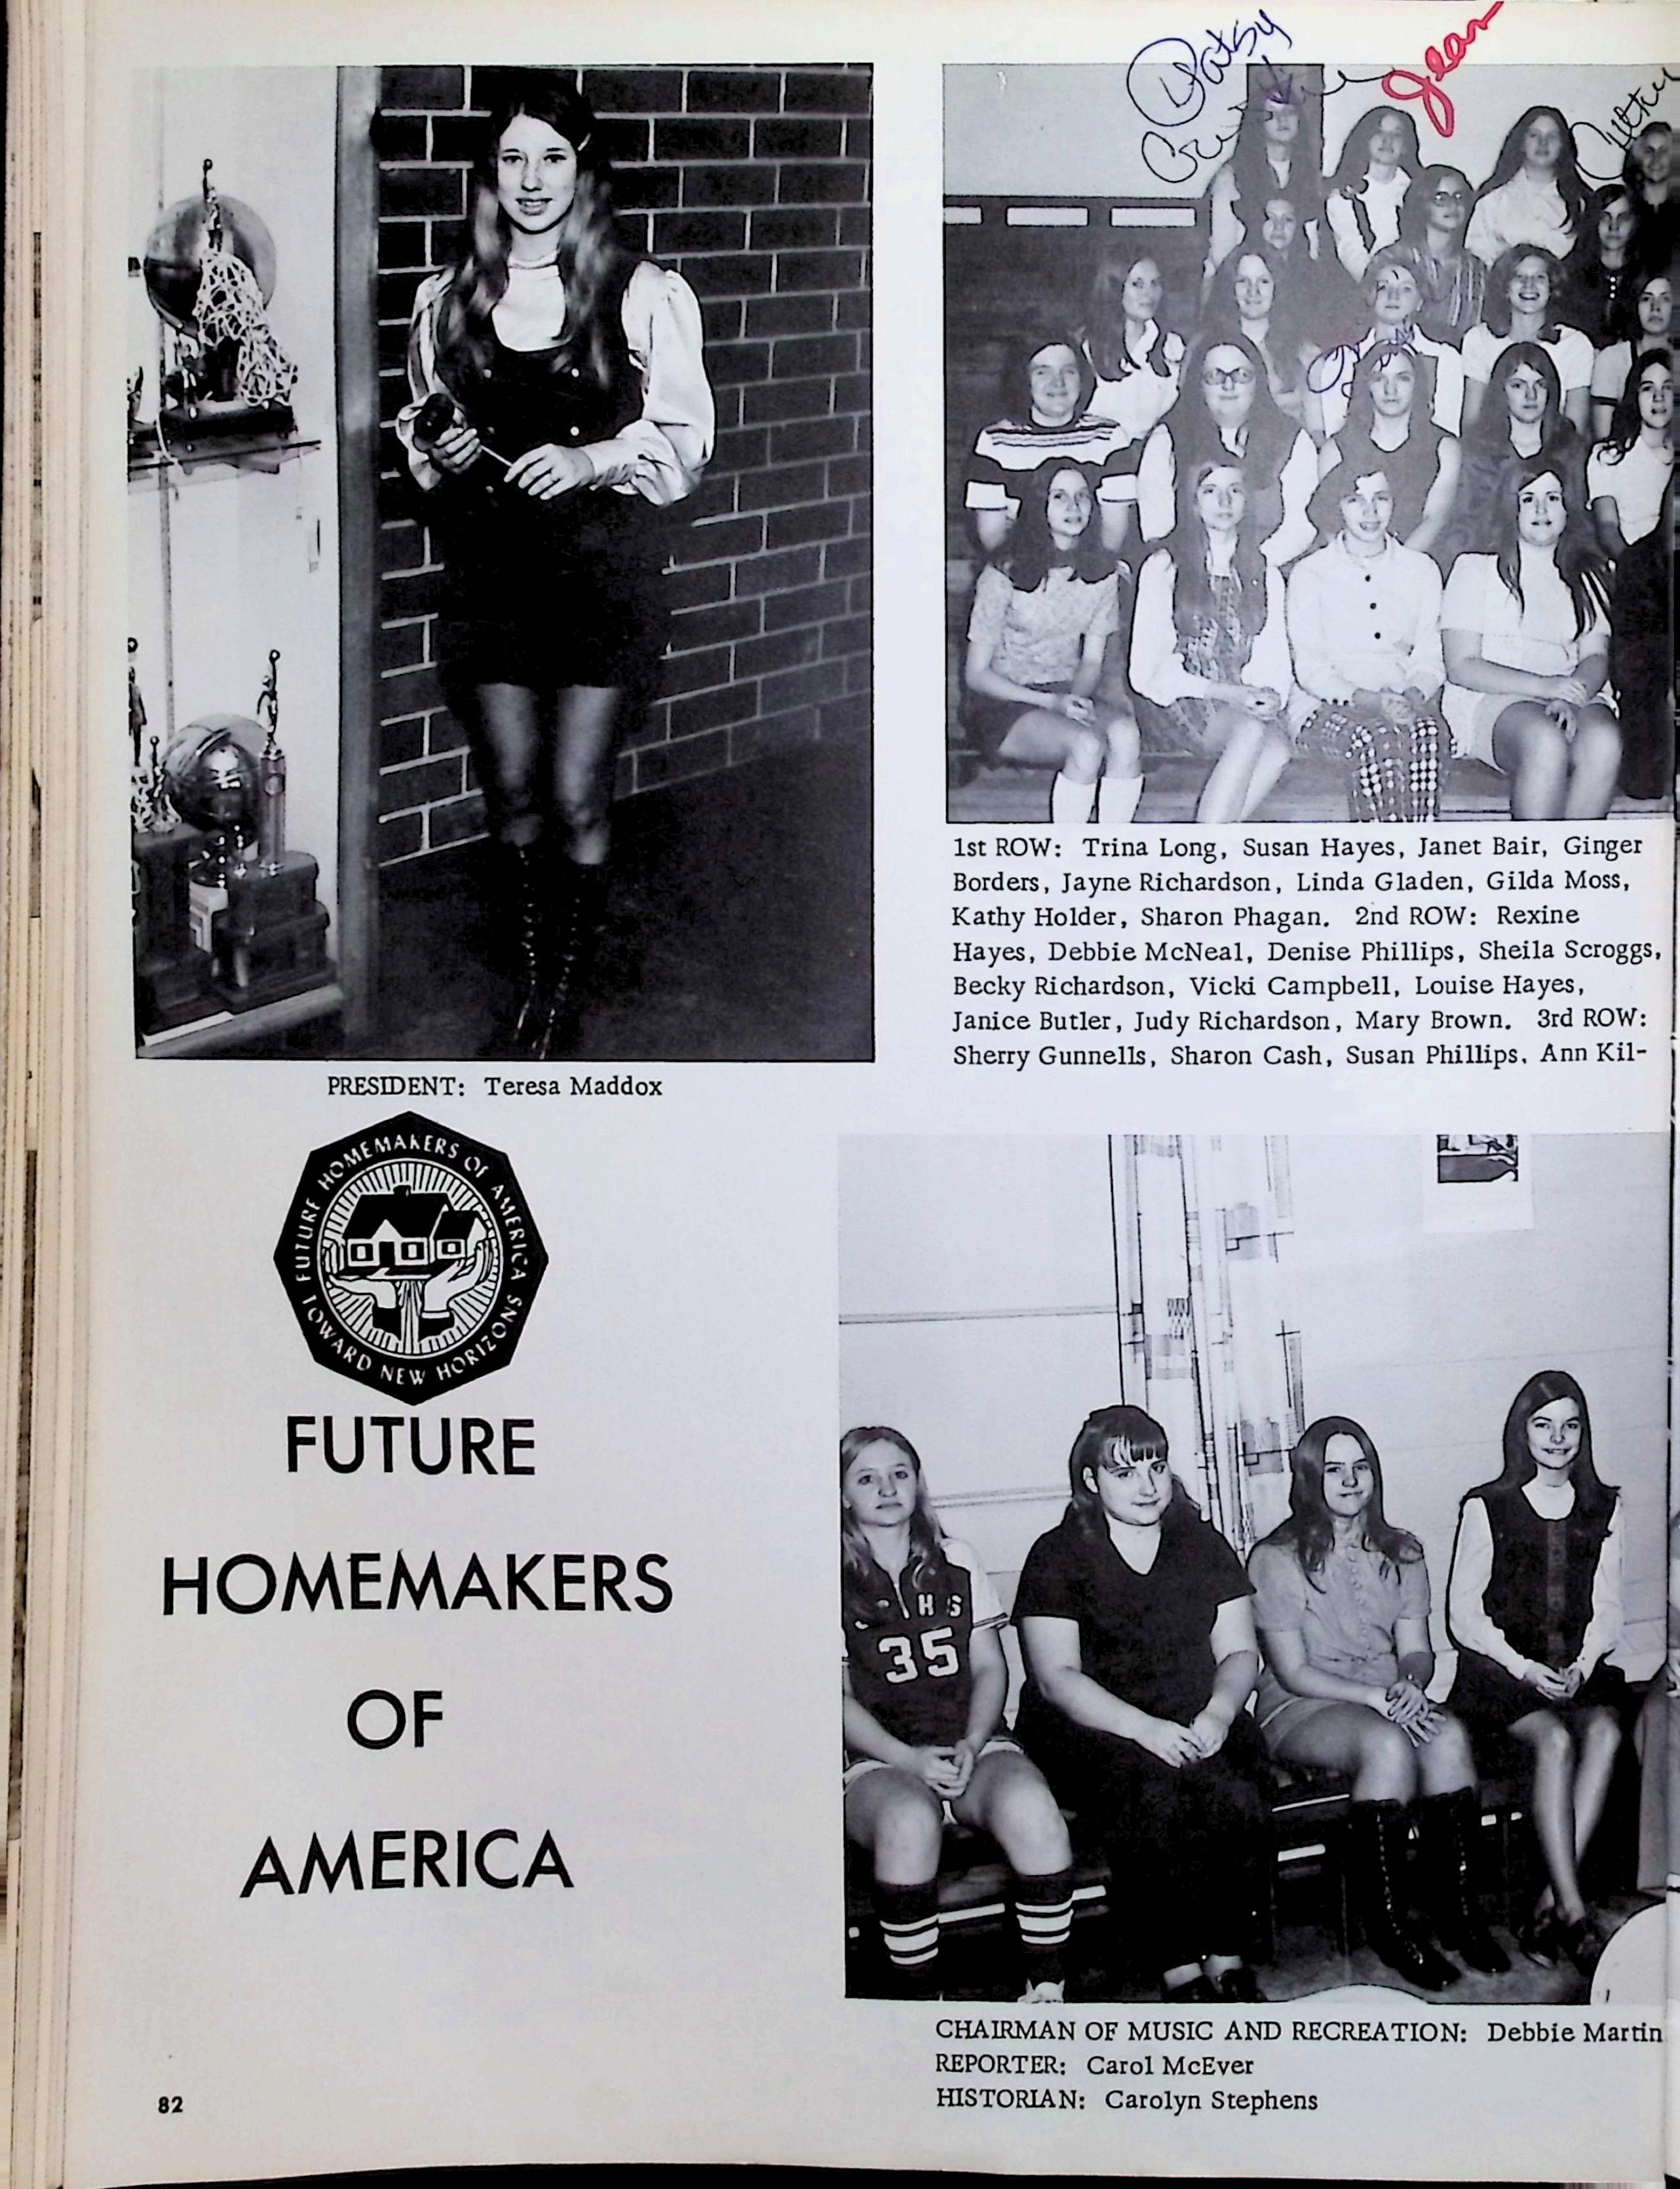 Patsy
Jean
1st ROW: Trina Long, Susan Hayes, Janet Bair, Ginger
Borders, Jayne Richardson, Linda Gladen, Gilda Moss,
Kathy Holder, Sharon Phagan. 2nd ROW: Rexine
Hayes, Debbie McNeal, Denise Phillips, Sheila Scroggs,
Becky Richardson, Vicki Campbell, Louise Hayes,
Janice Butler, Judy Richardson, Mary Brown. 3rd ROW:
Sherry Gunnells, Sharon Cash, Susan Phillips, Ann Kil-
PRESIDENT: Teresa Maddox
FUTURE HOMEMAKERS OF AMERICA
TOWARD NEW HORIZONS
FUTURE
HOMEMAKERS
OF
AMERICA
HS
35
CHAIRMAN OF MUSIC AND RECREATION: Debbie Martin
REPORTER: Carol McEver
HISTORIAN: Carolyn Stephens
82